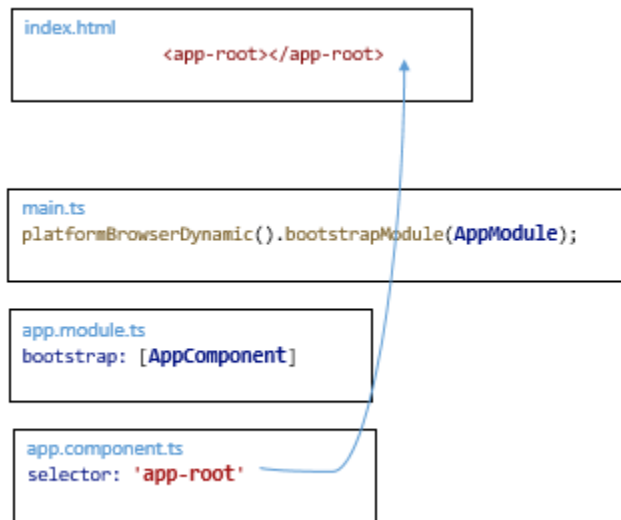 index.html
<app-root></app-root>
main.ts
platformBrowserDynamic().bootstrapModule(AppModule);
app.module.ts
bootstrap: [AppComponent]
app.component.ts
selector: 'app-root'